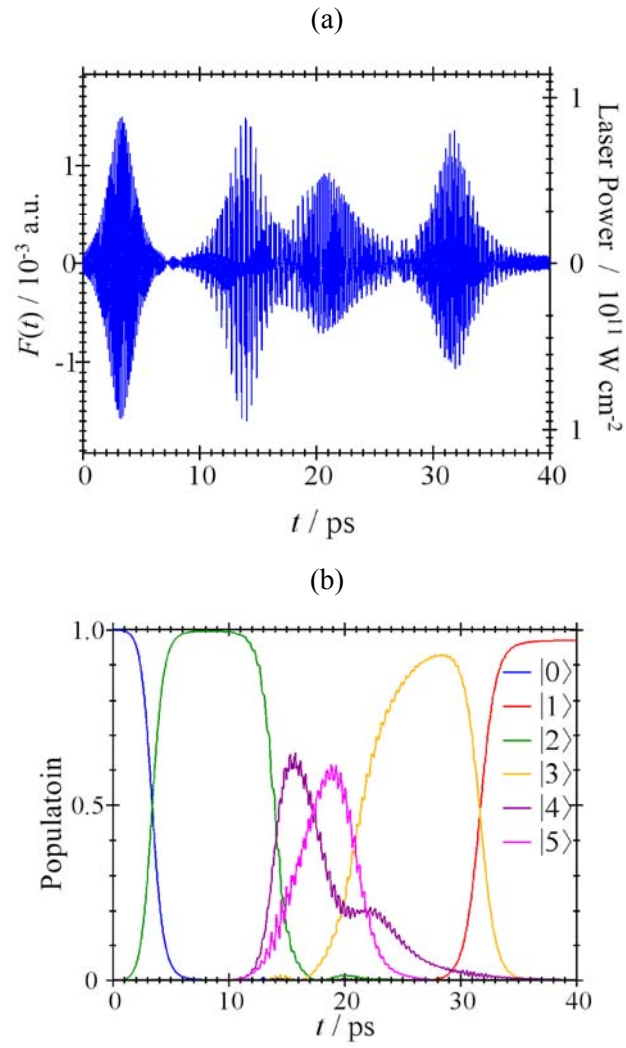 (a)
1
0
-1
F(t) / 10⁻³ a.u.
1
0
1
Laser Power / 10¹¹ W cm⁻²
0 10 20 30 40
t / ps
(b)
1.0
0.5
0
Populatoin
|0⟩
|1⟩
|2⟩
|3⟩
|4⟩
|5⟩
0 10 20 30 40
t / ps